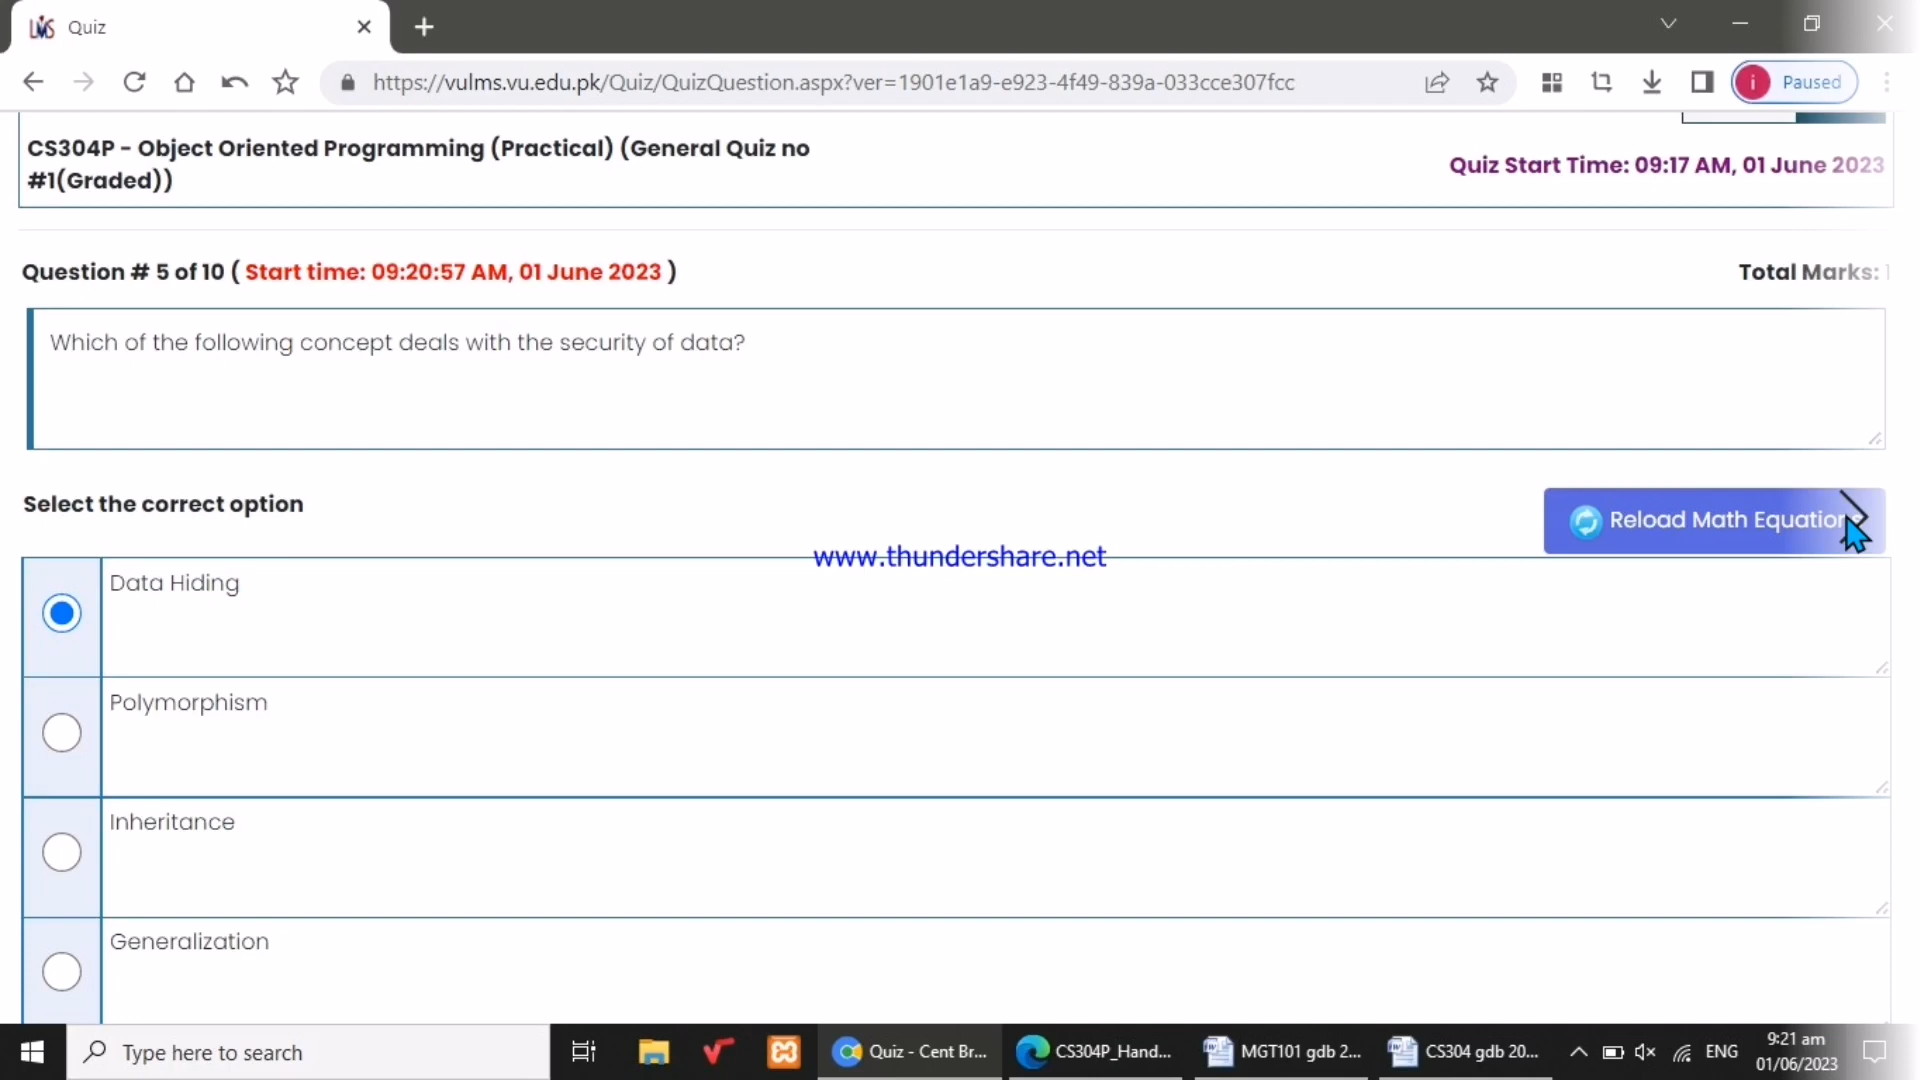 Quiz
https://vulms.vu.edu.pk/Quiz/QuizQuestion.aspx?ver=1901e1a9-e923-4f49-839a-033cce307fcc
i Paused
CS304P - Object Oriented Programming (Practical) (General Quiz no
#1(Graded))
Quiz Start Time: 09:17 AM, 01 June 2023
Question # 5 of 10 ( Start time: 09:20:57 AM, 01 June 2023 )
Total Marks: 1
Which of the following concept deals with the security of data?
Select the correct option
Reload Math Equations
www.thundershare.net
Data Hiding
Polymorphism
Inheritance
Generalization
Type here to search
Quiz - Cent Br...
CS304P_Hand...
MGT101 gdb 2...
CS304 gdb 20...
ENG
9:21 am
01/06/2023